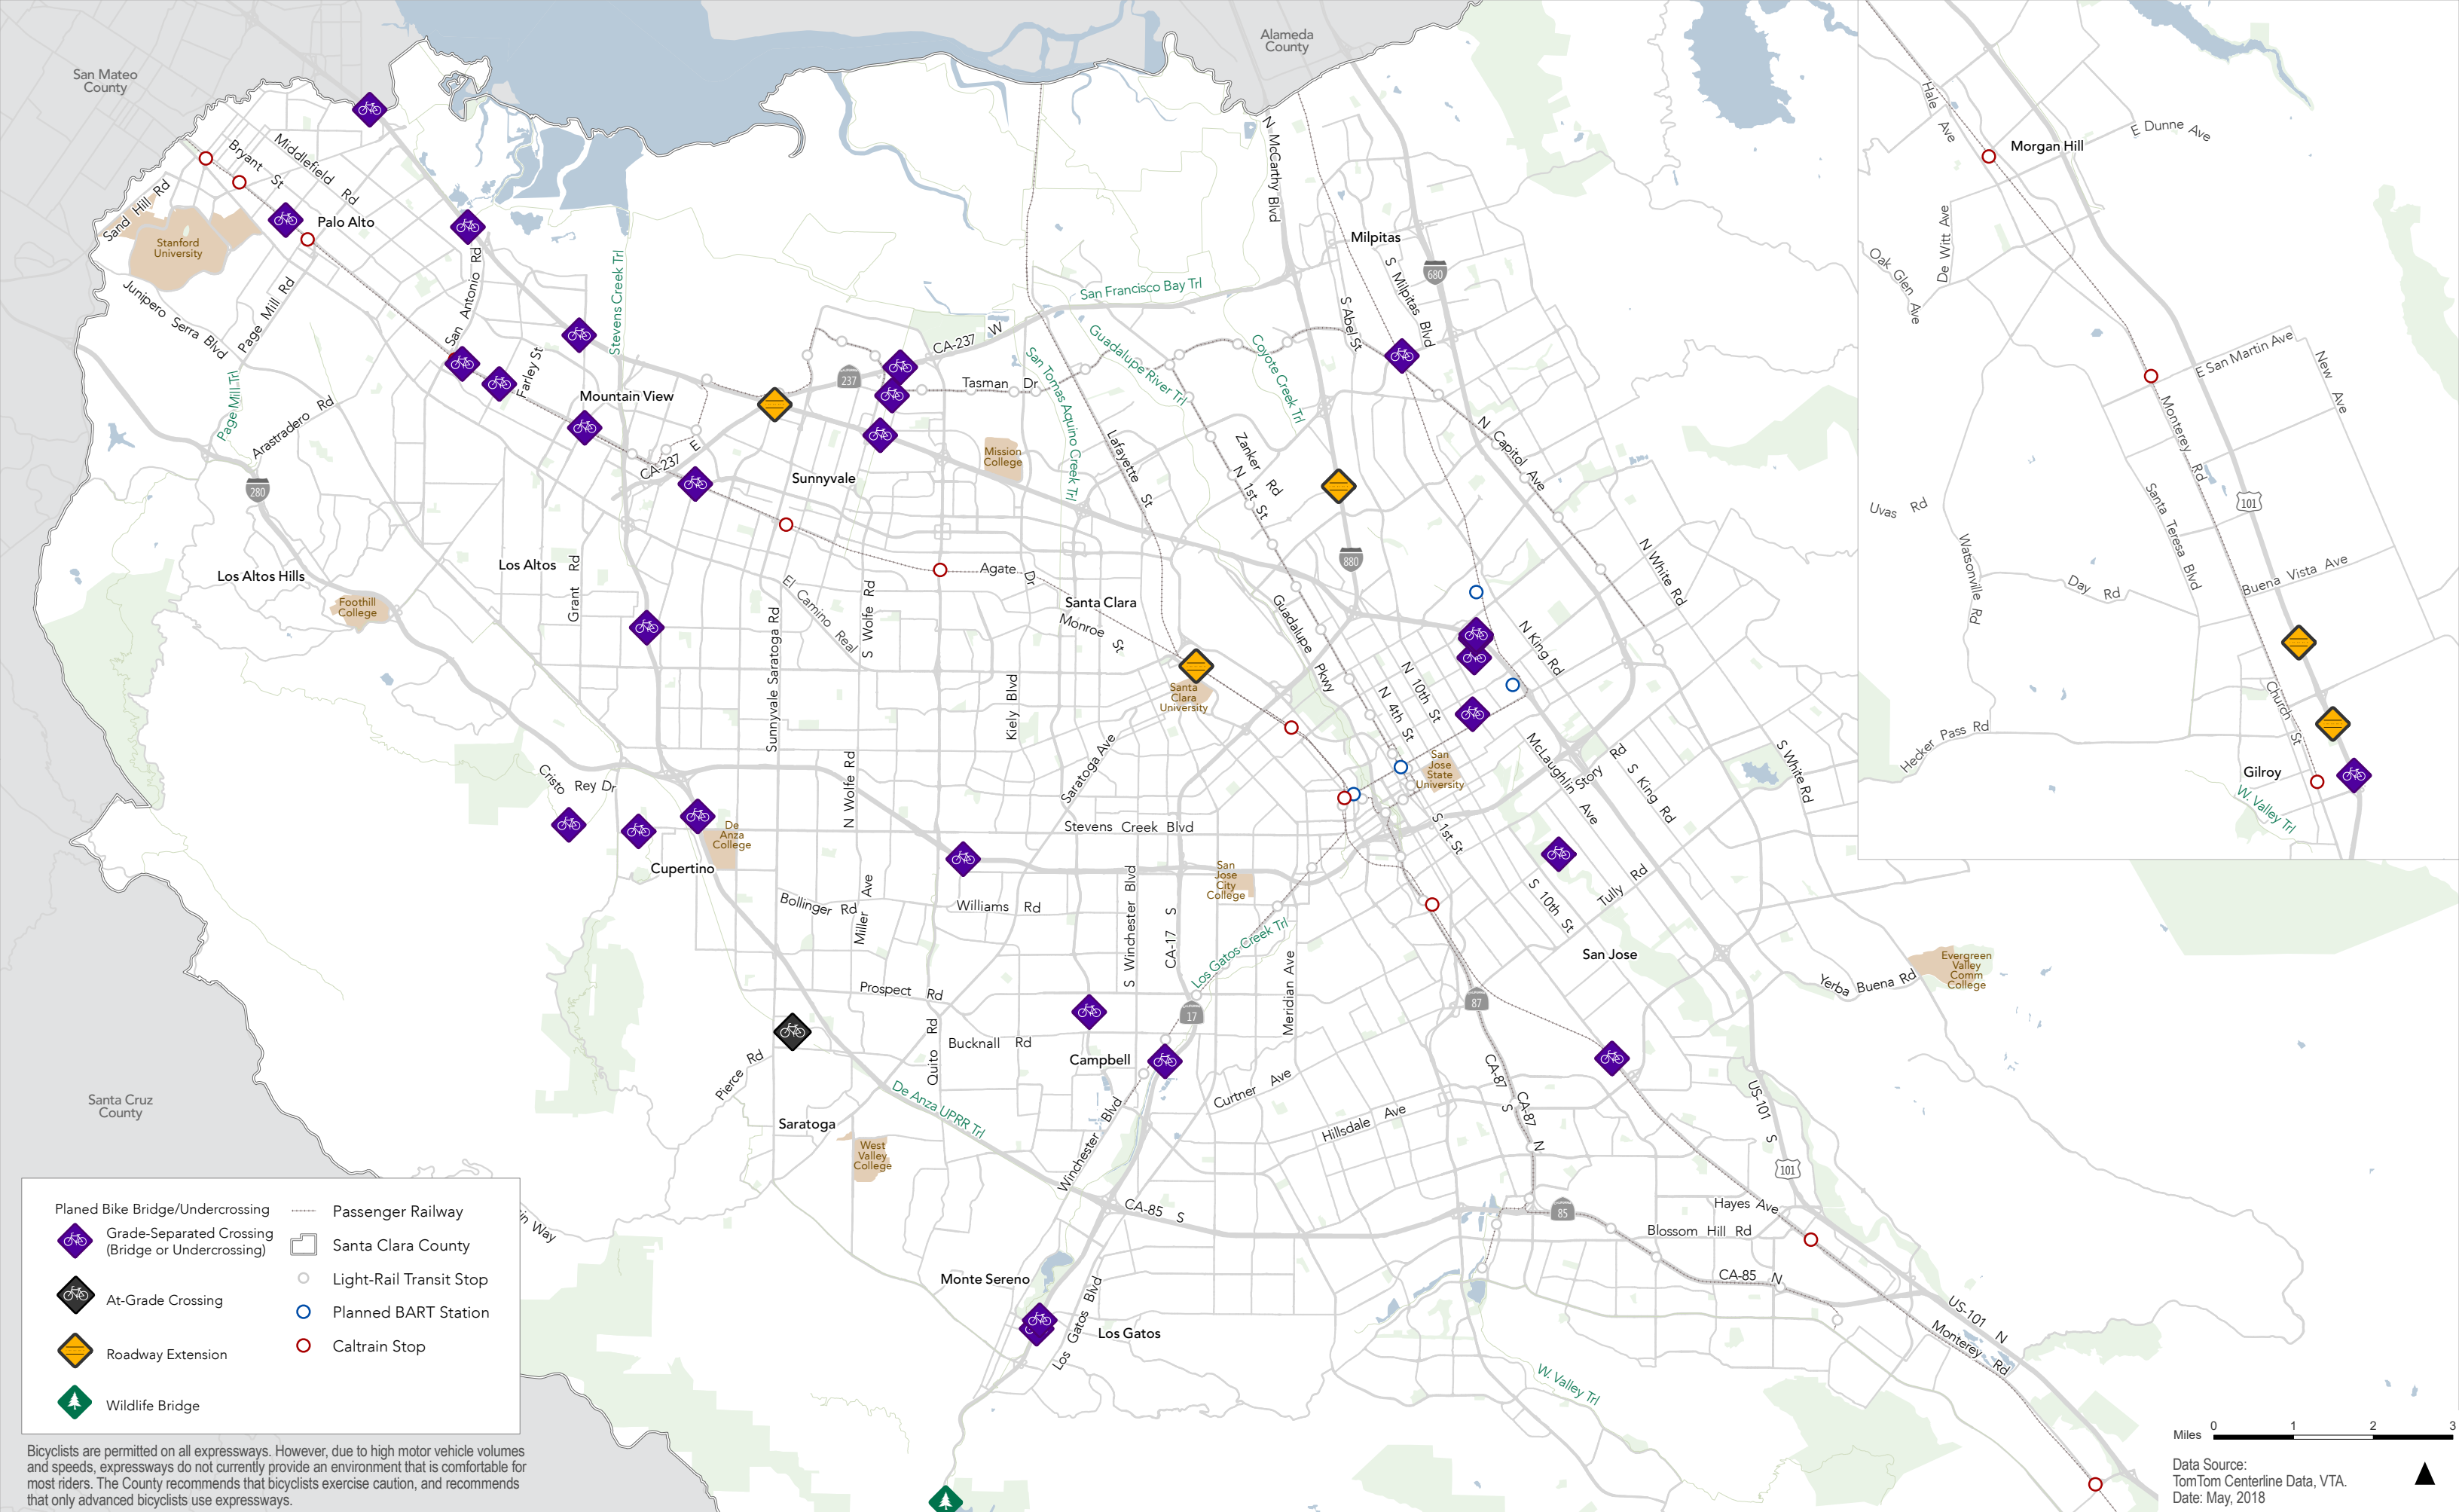 San Mateo
County
Alameda
County
Santa Cruz
County
Middlefield Rd
Bryant St
Sand Hill Rd
Palo Alto
Stanford
University
Junipero Serra Blvd
Page Mill Rd
San Antonio Rd
Page Mill Trl
Arastradero Rd
Farley St
Stevens Creek Trl
Mountain View
CA-237 E
237
CA-237 W
Tasman Dr
San Francisco Bay Trl
San Tomas Aquino Creek Trl
Guadalupe River Trl
Coyote Creek Trl
N McCarthy Blvd
Milpitas
S Milpitas Blvd
S Abel St
680
Mission
College
Sunnyvale
Lafayette St
Zanker Rd
N 1st St
N Capitol Ave
880
N White Rd
280
Los Altos Hills
Los Altos
Grant Rd
Foothill
College
El Camino Real
S Wolfe Rd
Agate Dr
Santa Clara
Monroe St
Guadalupe Pkwy
N King Rd
Sunnyvale Saratoga Rd
Kiely Blvd
Santa
Clara
University
N 10th St
N 4th St
San
Jose
State
University
McLaughlin Ave
Story Rd
S King Rd
S White Rd
Cristo Rey Dr
N Wolfe Rd
Saratoga Ave
De
Anza
College
Cupertino
Stevens Creek Blvd
S 1st St
San
Jose
City
College
Bollinger Rd
Miller Ave
Williams Rd
S Winchester Blvd
CA-17 S
Los Gatos Creek Trl
Meridian Ave
S 10th St
Tully Rd
San Jose
Yerba Buena Rd
Evergreen
Valley
Comm
College
Prospect Rd
Quito Rd
Bucknall Rd
17
87
Campbell
Pierce Rd
De Anza UPRR Trl
Saratoga
West
Valley
College
Winchester Blvd
Curtner Ave
Hillsdale Ave
CA-87 S
CA-87 N
US-101 S
101
CA-85 S
85
Hayes Ave
Blossom Hill Rd
CA-85 N
Monte Sereno
Los Gatos Blvd
Los Gatos
US-101 N
Monterey Rd
W. Valley Trl
Hale Ave
Morgan Hill
E Dunne Ave
De Witt Ave
Oak Glen Ave
E San Martin Ave
New Ave
Monterey Rd
Uvas Rd
Santa Teresa Blvd
101
Watsonville Rd
Day Rd
Buena Vista Ave
Church St
Hecker Pass Rd
Gilroy
W. Valley Trl
in Way
Planed Bike Bridge/Undercrossing
Grade-Separated Crossing
(Bridge or Undercrossing)
At-Grade Crossing
Roadway Extension
Wildlife Bridge
Passenger Railway
Santa Clara County
Light-Rail Transit Stop
Planned BART Station
Caltrain Stop
Bicyclists are permitted on all expressways. However, due to high motor vehicle volumes
and speeds, expressways do not currently provide an environment that is comfortable for
most riders. The County recommends that bicyclists exercise caution, and recommends
that only advanced bicyclists use expressways.
Miles 0 1 2 3
Data Source:
TomTom Centerline Data, VTA.
Date: May, 2018